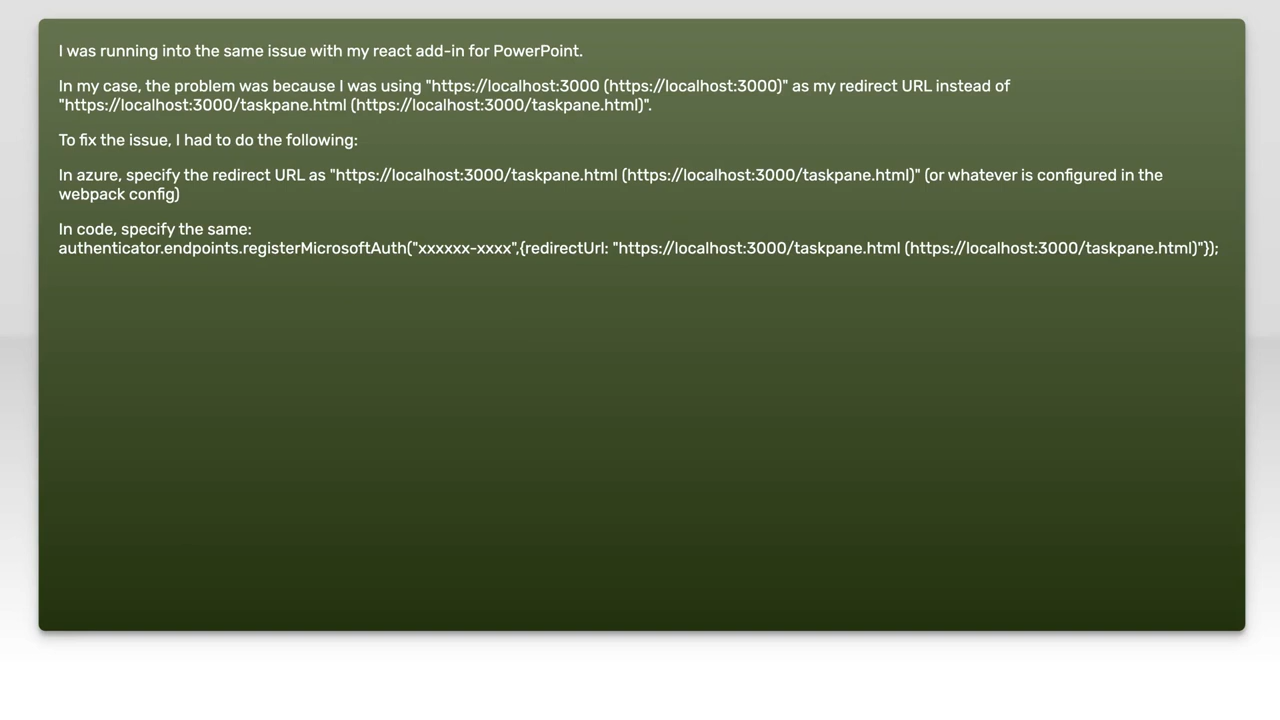 I was running into the same issue with my react add-in for PowerPoint.
In my case, the problem was because I was using "https://localhost:3000 (https://localhost:3000)" as my redirect URL instead of
"https://localhost:3000/taskpane.html (https://localhost:3000/taskpane.html)".
To fix the issue, I had to do the following:
In azure, specify the redirect URL as "https://localhost:3000/taskpane.html (https://localhost:3000/taskpane.html)" (or whatever is configured in the
webpack config)
In code, specify the same:
authenticator.endpoints.registerMicrosoftAuth("xxxxxx-xxxx",{redirectUrl: "https://localhost:3000/taskpane.html (https://localhost:3000/taskpane.html)"});